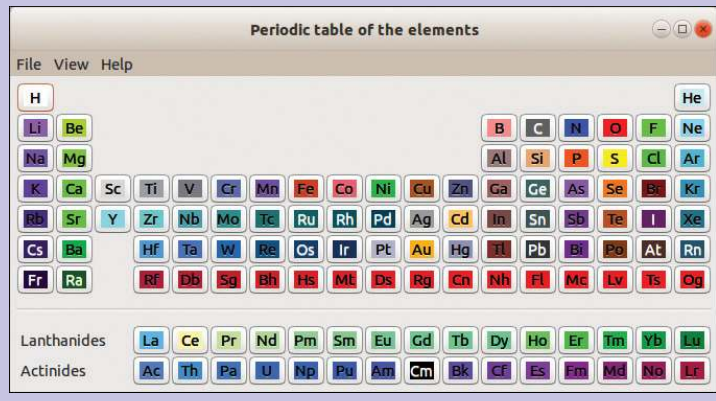 Periodic table of the elements
File View Help
H He
Li Be B C N O F Ne
Na Mg Al Si P S Cl Ar
K Ca Sc Ti V Cr Mn Fe Co Ni Cu Zn Ga Ge As Se Br Kr
Rb Sr Y Zr Nb Mo Tc Ru Rh Pd Ag Cd In Sn Sb Te I Xe
Cs Ba Hf Ta W Re Os Ir Pt Au Hg Tl Pb Bi Po At Rn
Fr Ra Rf Db Sg Bh Hs Mt Ds Rg Cn Nh Fl Mc Lv Ts Og
Lanthanides La Ce Pr Nd Pm Sm Eu Gd Tb Dy Ho Er Tm Yb Lu
Actinides Ac Th Pa U Np Pu Am Cm Bk Cf Es Fm Md No Lr